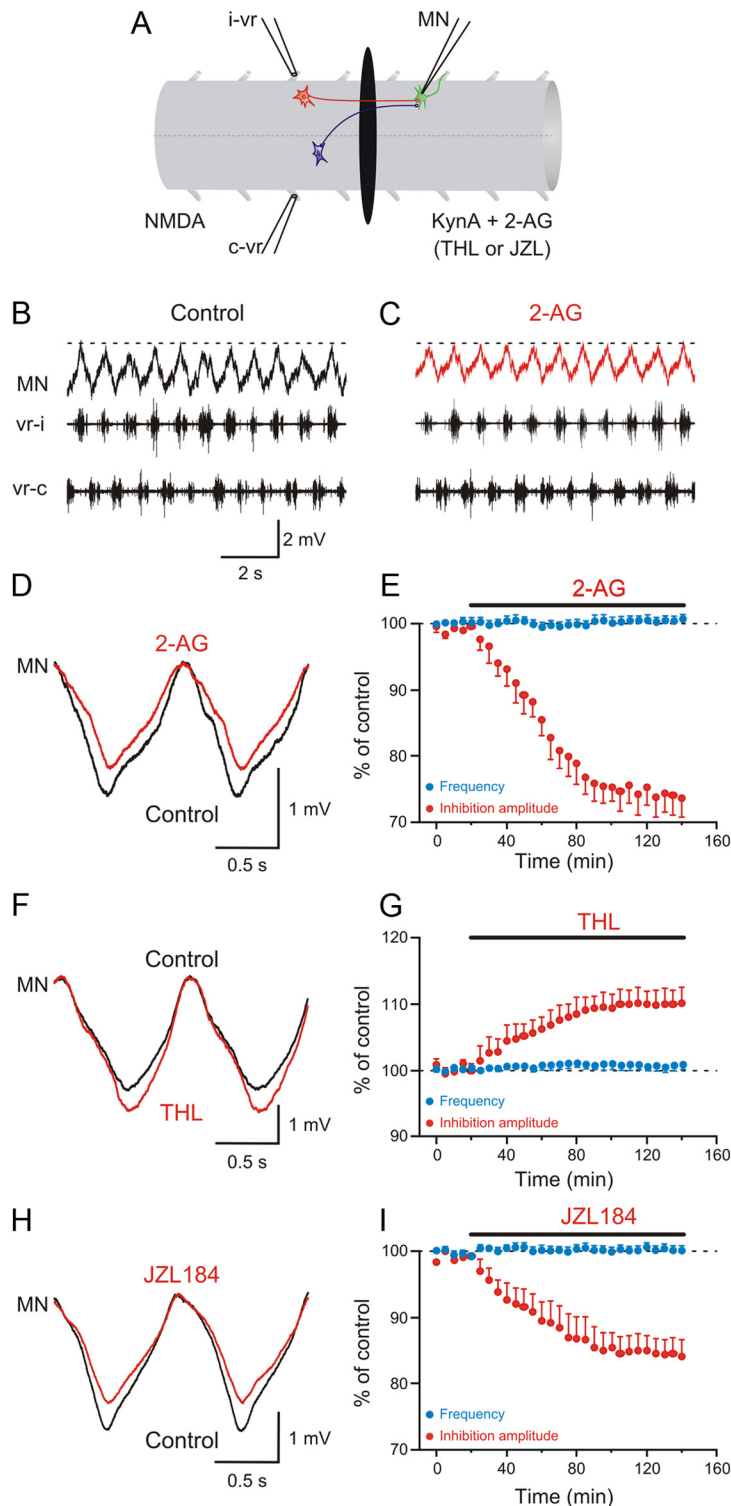 A
i-vr
MN
NMDA
KynA + 2-AG
(THL or JZL)
c-vr
B
Control
C
2-AG
MN
vr-i
vr-c
2 mV
2 s
D
2-AG
MN
Control
1 mV
0.5 s
E
2-AG
% of control
100
90
80
70
Frequency
Inhibition amplitude
0
40
80
120
160
Time (min)
F
Control
MN
THL
1 mV
0.5 s
G
THL
% of control
120
110
100
90
Frequency
Inhibition amplitude
0
40
80
120
160
Time (min)
H
JZL184
MN
Control
1 mV
0.5 s
I
JZL184
% of control
100
90
80
70
Frequency
Inhibition amplitude
0
40
80
120
160
Time (min)